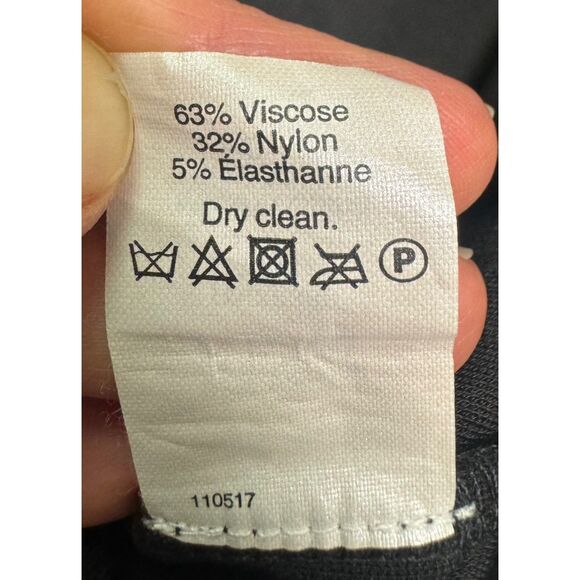 63% Viscose
32% Nylon
5% Élasthanne
Dry clean.
P
110517